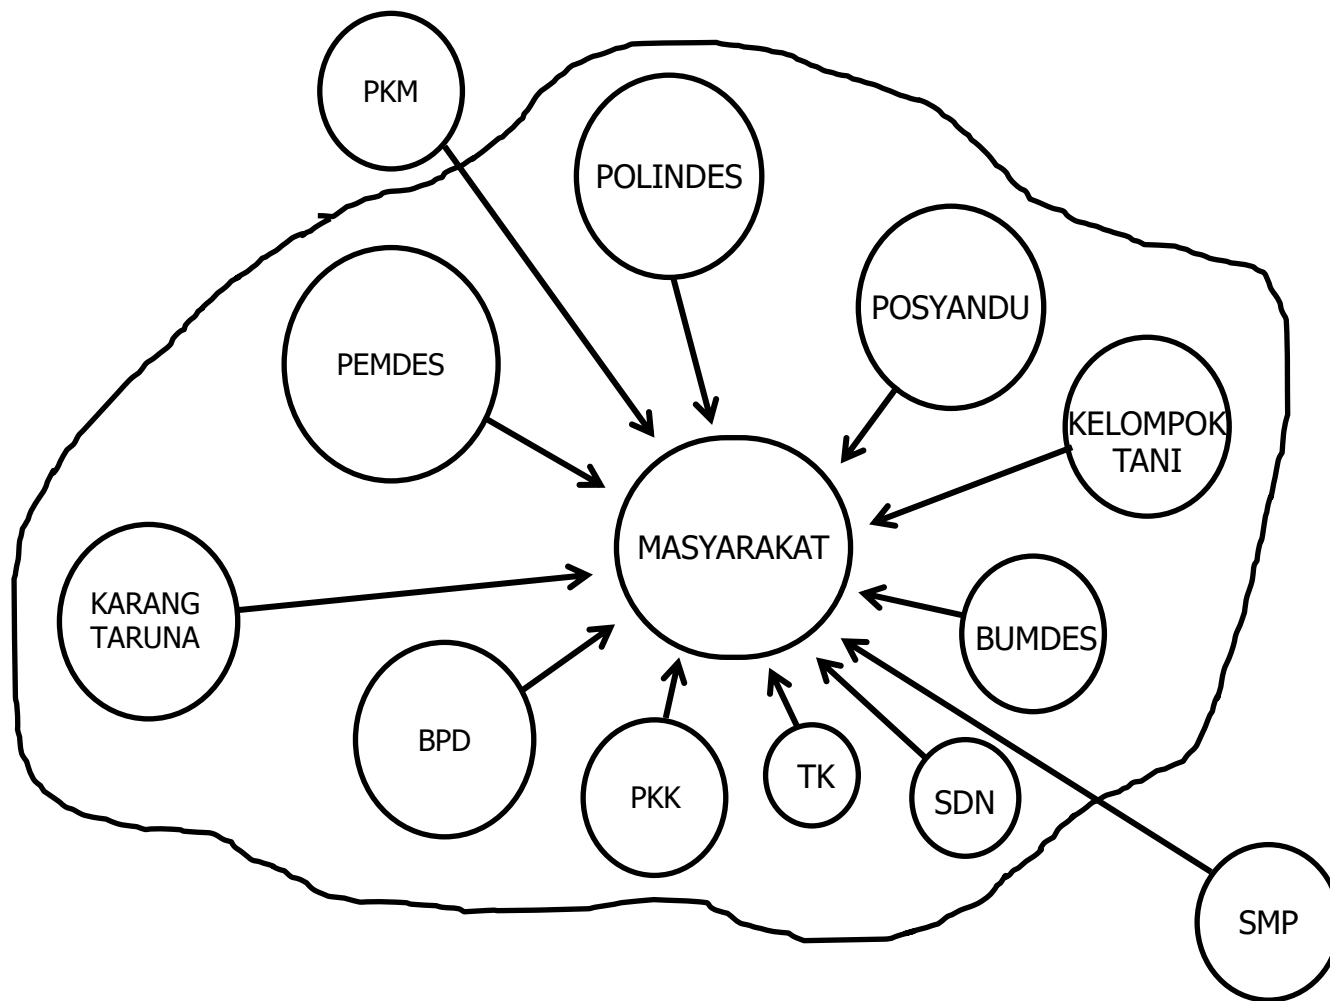 PKM
POLINDES
POSYANDU
PEMDES
KELOMPOK
TANI
MASYARAKAT
KARANG
TARUNA
BUMDES
BPD
PKK
TK
SDN
SMP